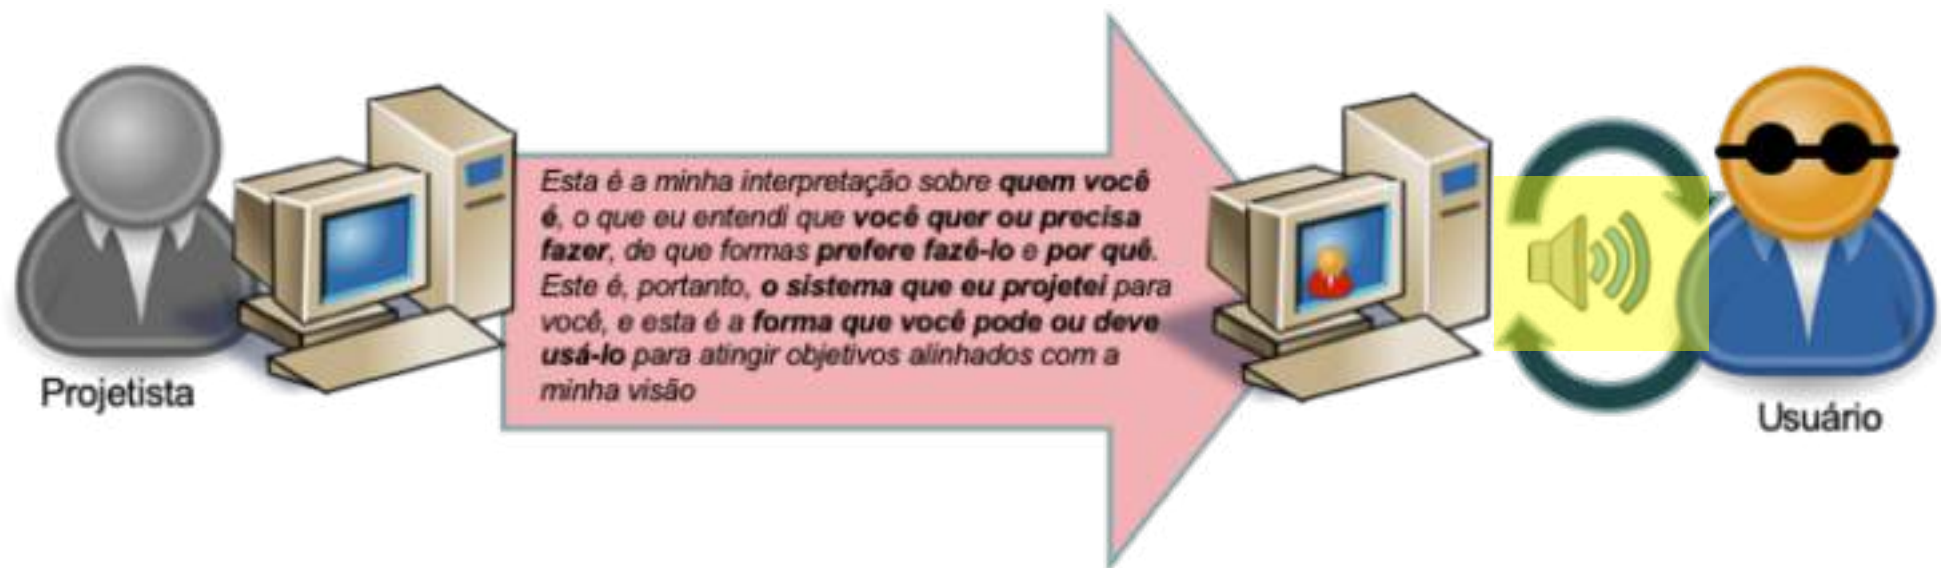 Esta é a minha interpretação sobre quem você
é, o que eu entendi que você quer ou precisa
fazer, de que formas prefere fazê-lo e por quê.
Este é, portanto, o sistema que eu projetei para
você, e esta é a forma que você pode ou deve
usá-lo para atingir objetivos alinhados com a
minha visão
Projetista
Usuário